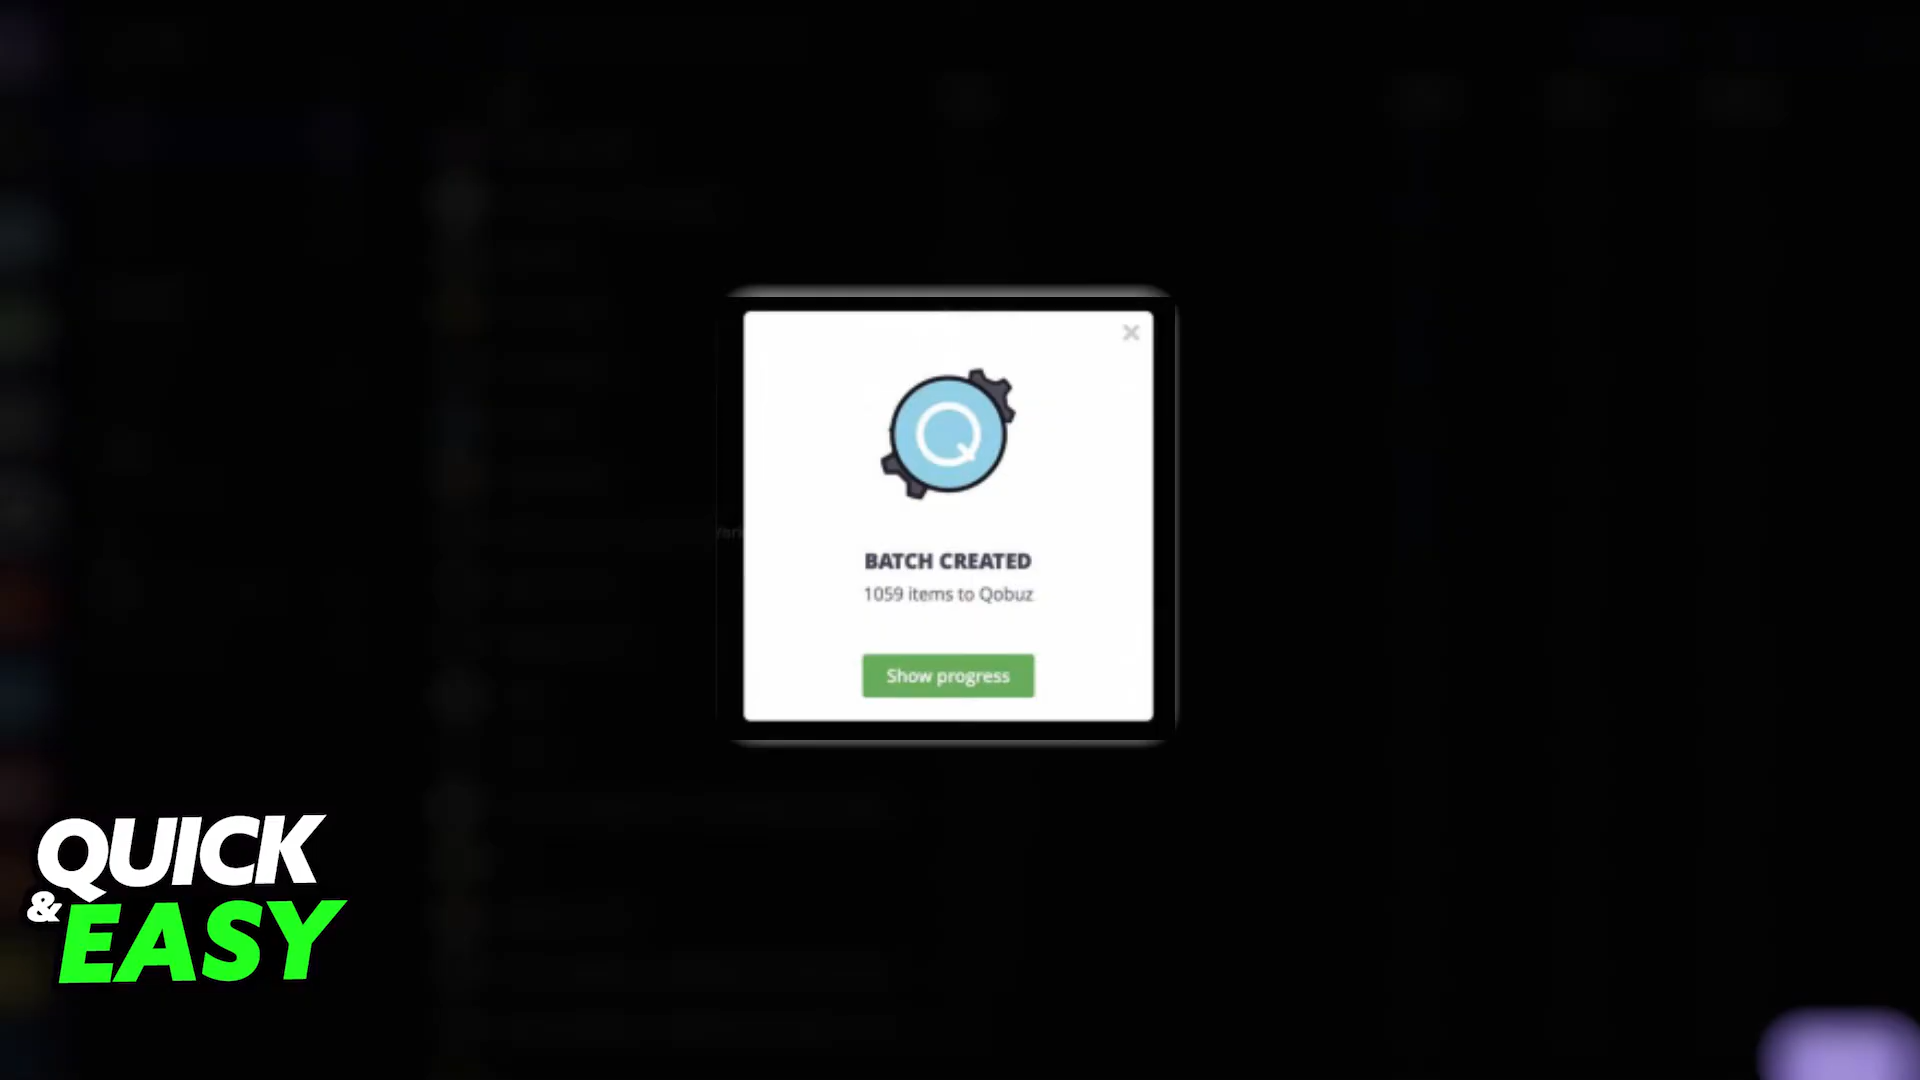 BATCH CREATED
1059 items to Qobuz
Show progress
QUICK
& EASY